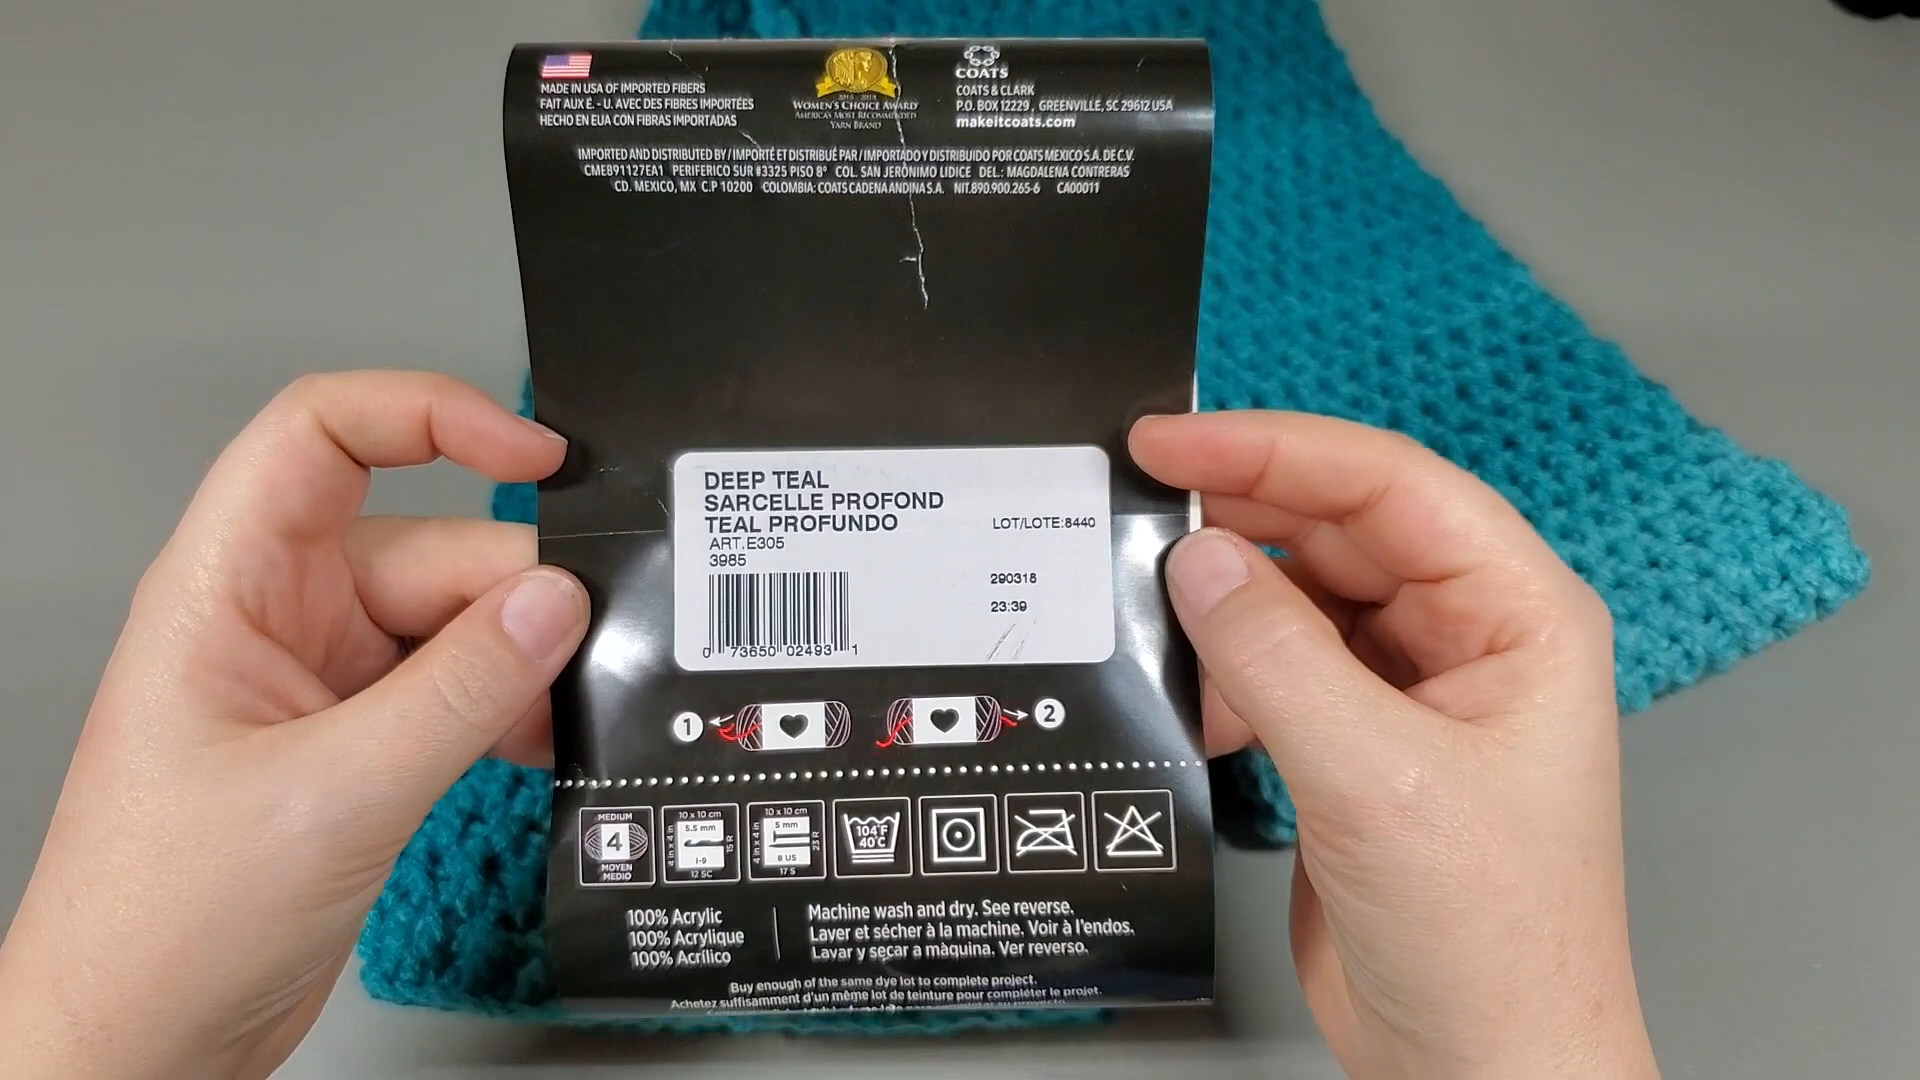 MADE IN USA OF IMPORTED FIBERS
FAIT AUX É. - U. AVEC DES FIBRES IMPORTÉES
HECHO EN EUA CON FIBRAS IMPORTADAS
2015 - 2018
WOMEN'S CHOICE AWARD
AMERICA'S MOST RECOMMENDED
YARN BRAND
COATS
COATS & CLARK
P.O. BOX 12229 , GREENVILLE, SC 29612 USA
makeitcoats.com
IMPORTED AND DISTRIBUTED BY / IMPORTÉ ET DISTRIBUÉ PAR / IMPORTADO Y DISTRIBUIDO POR COATS MEXICO S.A. DE C.V.
CME891127EA1 PERIFERICO SUR #3325 PISO 8° COL. SAN JERÓNIMO LIDICE DEL.: MAGDALENA CONTRERAS
CD. MEXICO, MX C.P 10200 COLOMBIA: COATS CADENA ANDINA S.A. NIT.890.900.265-6 CA00011
DEEP TEAL
SARCELLE PROFOND
TEAL PROFUNDO
ART.E305
3985
LOT/LOTE:8440
290318
23:39
0 73650 02493 1
1
2
MEDIUM
4
MOYEN
MEDIO
10 x 10 cm
4 in x 4 in
5.5 mm
I-9
15 R
12 SC
10 x 10 cm
4 in x 4 in
5 mm
8 US
23 R
17 S
104°F
40°C
100% Acrylic
100% Acrylique
100% Acrílico
Machine wash and dry. See reverse.
Laver et sécher à la machine. Voir à l'endos.
Lavar y secar a màquina. Ver reverso.
Buy enough of the same dye lot to complete project.
Achetez suffisamment d'un même lot de teinture pour compléter le projet.